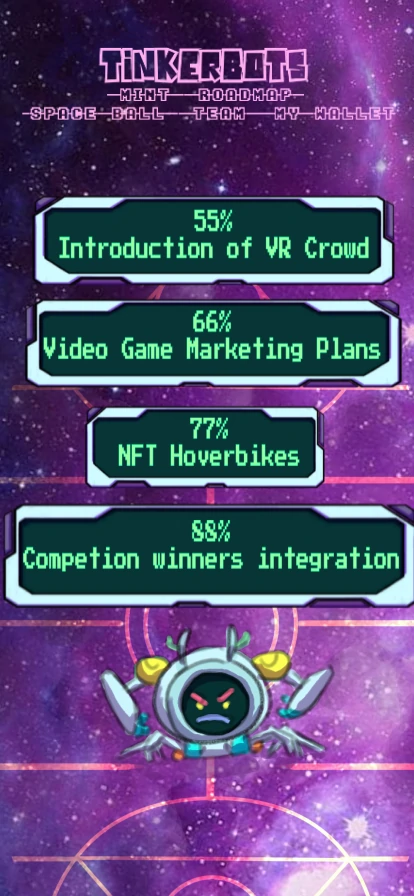 TiNKERBOTS
MINT ROADMAP
SPACE BALL TEAM MY WALLET
55%
Introduction of VR Crowd
66%
Video Game Marketing Plans
77%
NFT Hoverbikes
88%
Competion winners integration